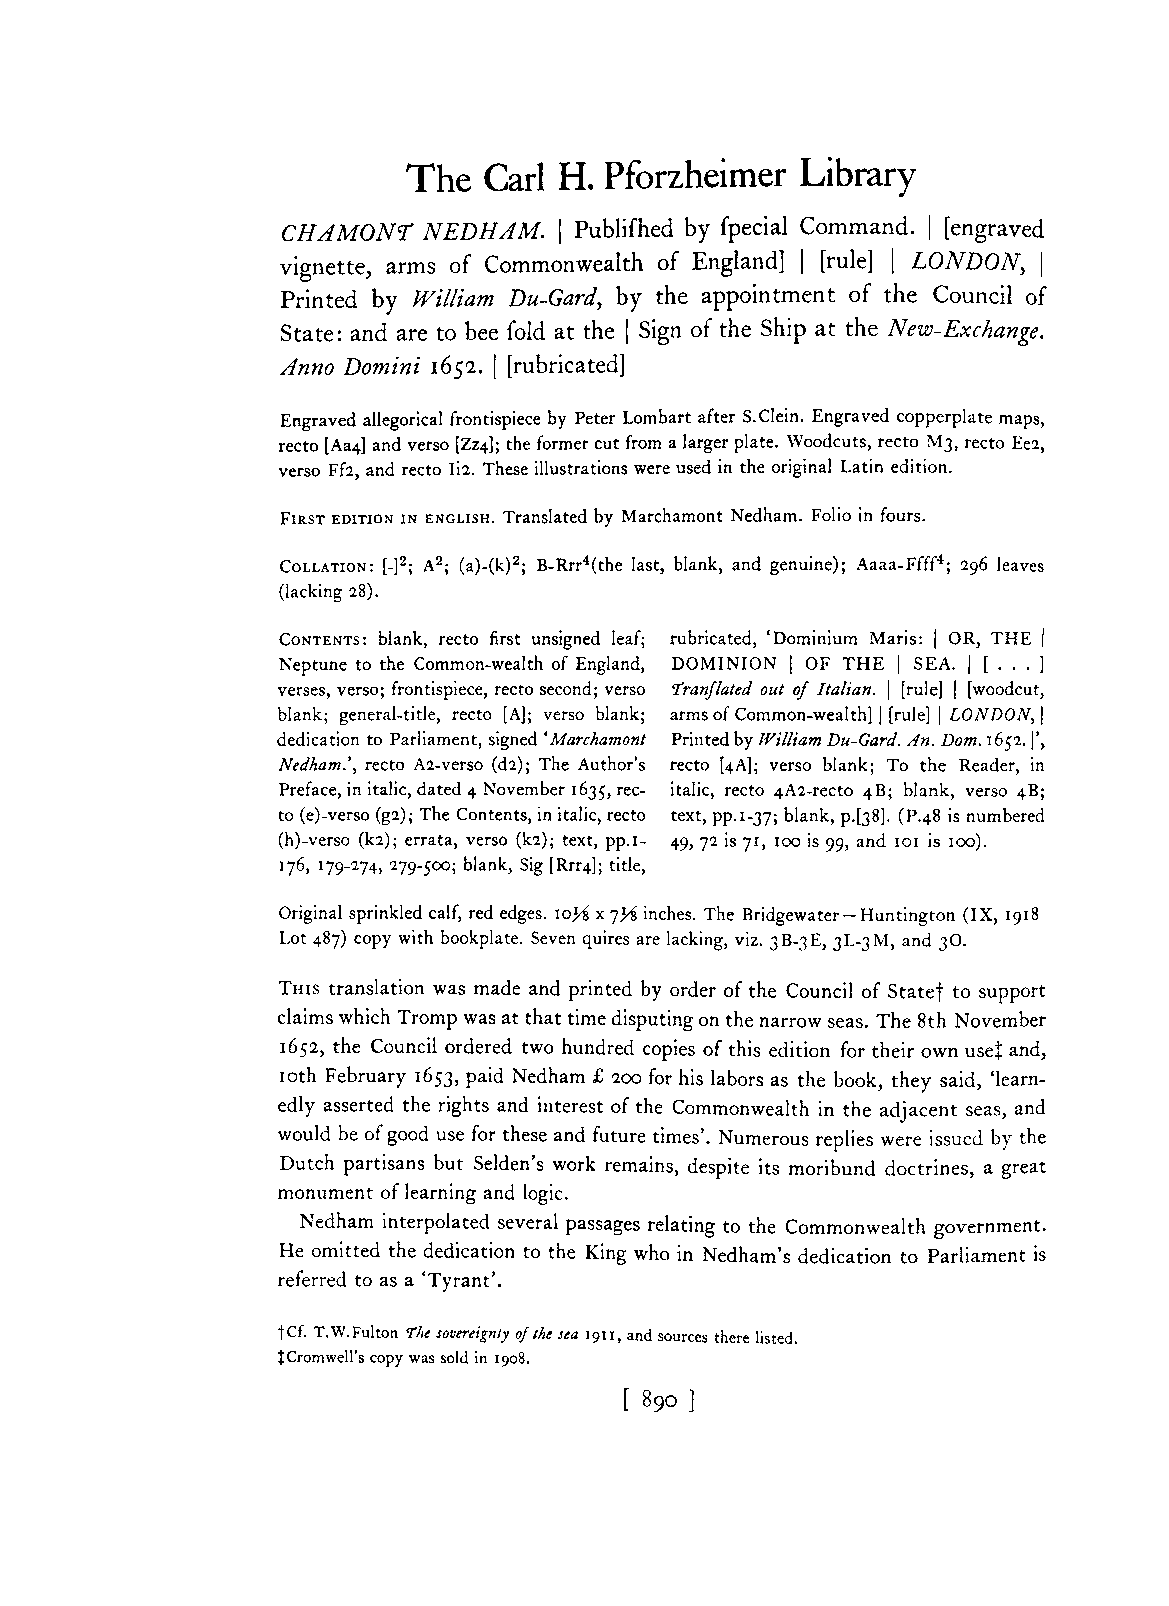 The Carl H. Pforzheimer Library
CHAMONT NEDHAM. | Publiſhed by ſpecial Command. | [engraved
vignette, arms of Commonwealth of England] | [rule] | LONDON, |
Printed by William Du-Gard, by the appointment of the Council of
State: and are to bee ſold at the | Sign of the Ship at the New-Exchange.
Anno Domini 1652. | [rubricated]
Engraved allegorical frontispiece by Peter Lombart after S.Clein. Engraved copperplate maps,
recto [Aa4] and verso [Zz4]; the former cut from a larger plate. Woodcuts, recto M3, recto Ee2,
verso Ff2, and recto Ii2. These illustrations were used in the original Latin edition.
FIRST EDITION IN ENGLISH. Translated by Marchamont Nedham. Folio in fours.
COLLATION: [-]²; A²; (a)-(k)²; B-Rrr⁴(the last, blank, and genuine); Aaaa-Ffff⁴; 296 leaves
(lacking 28).
CONTENTS: blank, recto first unsigned leaf;
Neptune to the Common-wealth of England,
verses, verso; frontispiece, recto second; verso
blank; general-title, recto [A]; verso blank;
dedication to Parliament, signed ‘Marchamont
Nedham.’, recto A2-verso (d2); The Author's
Preface, in italic, dated 4 November 1635, rec-
to (e)-verso (g2); The Contents, in italic, recto
(h)-verso (k2); errata, verso (k2); text, pp.1-
176, 179-274, 279-500; blank, Sig [Rrr4]; title,
rubricated, ‘Dominium Maris: | OR, THE |
DOMINION | OF THE | SEA. | [ . . . ]
Tranſlated out of Italian. | [rule] | [woodcut,
arms of Common-wealth] | [rule] | LONDON, |
Printed by William Du-Gard. An. Dom. 1652. |’,
recto [4A]; verso blank; To the Reader, in
italic, recto 4A2-recto 4B; blank, verso 4B;
text, pp.1-37; blank, p.[38]. (P.48 is numbered
49, 72 is 71, 100 is 99, and 101 is 100).
Original sprinkled calf, red edges. 10⅛ x 7⅛ inches. The Bridgewater—Huntington (IX, 1918
Lot 487) copy with bookplate. Seven quires are lacking, viz. 3B-3E, 3L-3M, and 3O.
THIS translation was made and printed by order of the Council of State† to support
claims which Tromp was at that time disputing on the narrow seas. The 8th November
1652, the Council ordered two hundred copies of this edition for their own use‡ and,
10th February 1653, paid Nedham £ 200 for his labors as the book, they said, ‘learn-
edly asserted the rights and interest of the Commonwealth in the adjacent seas, and
would be of good use for these and future times’. Numerous replies were issued by the
Dutch partisans but Selden's work remains, despite its moribund doctrines, a great
monument of learning and logic.
Nedham interpolated several passages relating to the Commonwealth government.
He omitted the dedication to the King who in Nedham's dedication to Parliament is
referred to as a ‘Tyrant’.
†Cf. T.W.Fulton The sovereignty of the sea 1911, and sources there listed.
‡Cromwell's copy was sold in 1908.
[ 890 ]